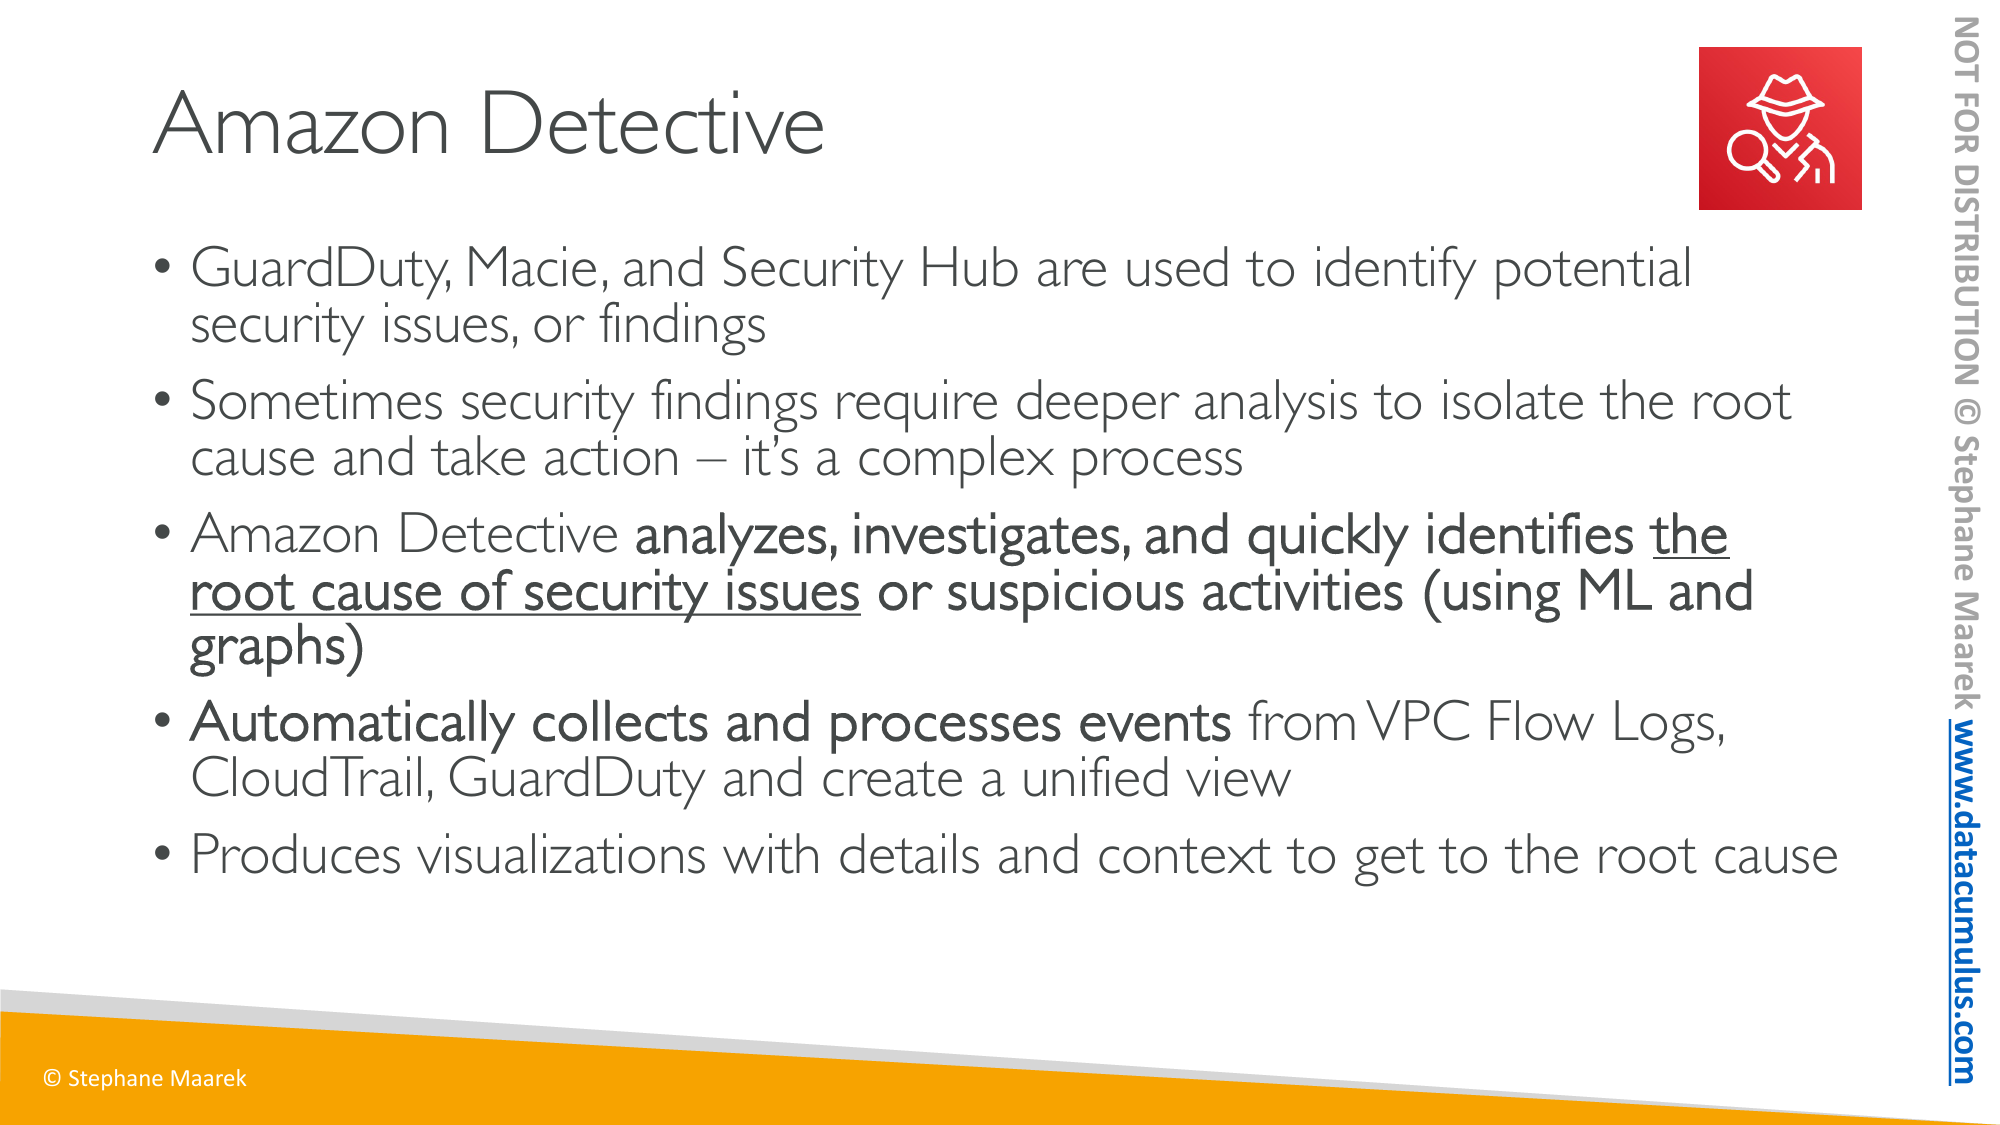 Amazon Detective
• GuardDuty, Macie, and Security Hub are used to identify potential
security issues, or findings
• Sometimes security findings require deeper analysis to isolate the root
cause and take action – it’s a complex process
• Amazon Detective analyzes, investigates, and quickly identifies the
root cause of security issues or suspicious activities (using ML and
graphs)
• Automatically collects and processes events from VPC Flow Logs,
CloudTrail, GuardDuty and create a unified view
• Produces visualizations with details and context to get to the root cause
© Stephane Maarek
NOT FOR DISTRIBUTION © Stephane Maarek www.datacumulus.com